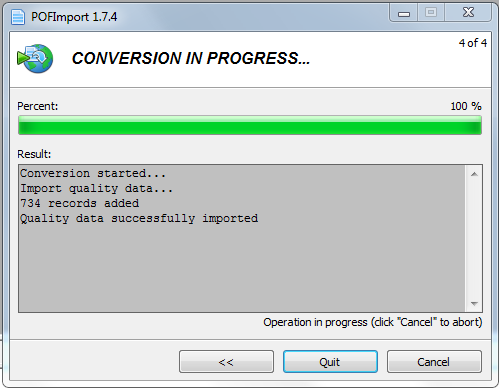 POFImport 1.7.4
4 of 4
CONVERSION IN PROGRESS...
Percent: 100 %
Result:
Conversion started...
Import quality data...
734 records added
Quality data successfully imported
Operation in progress (click "Cancel" to abort)
<< Quit Cancel